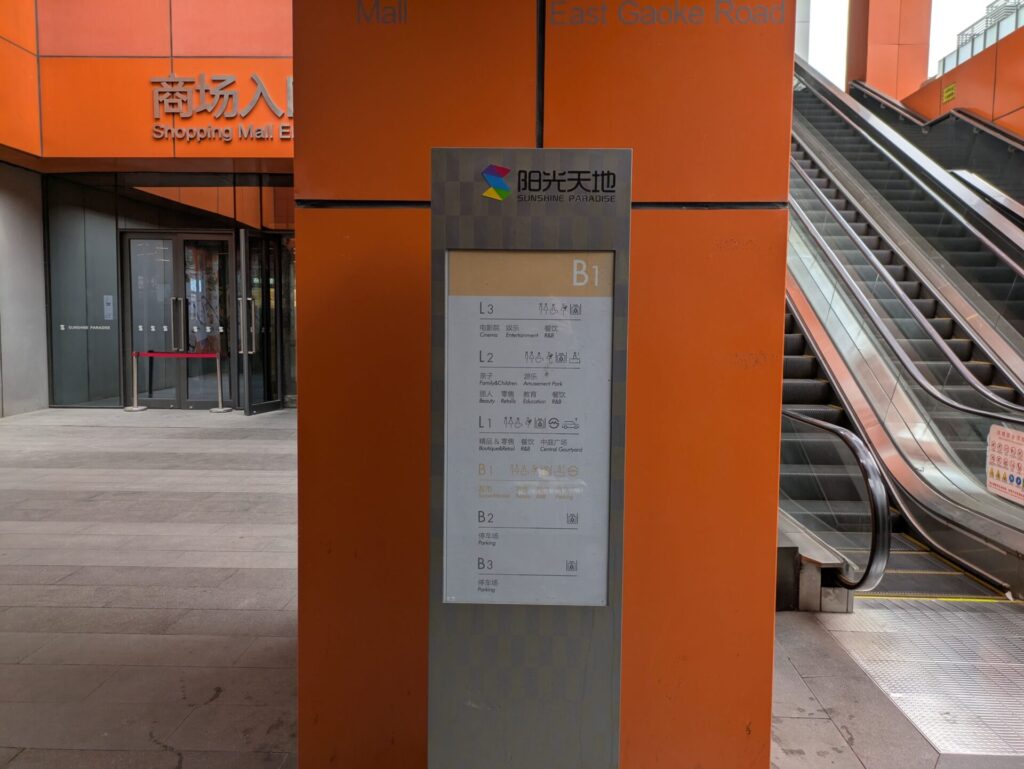 Mall
East Gaoke Road
商场入
Shopping Mall E
SUNSHINE PARADISE
阳光天地
SUNSHINE PARADISE
B1
L3
电影院 娱乐 餐饮
Cinema Entertainment R&B
L2
亲子 游乐
Family&Children Amusement Park
丽人 零售 教育 餐饮
Beauty Retails Education R&B
L1
精品 & 零售 餐饮 中庭广场
Boutique&Retail R&B Central Gourtyard
B1
Parking
B2
停车场
Parking
B3
停车场
Parking